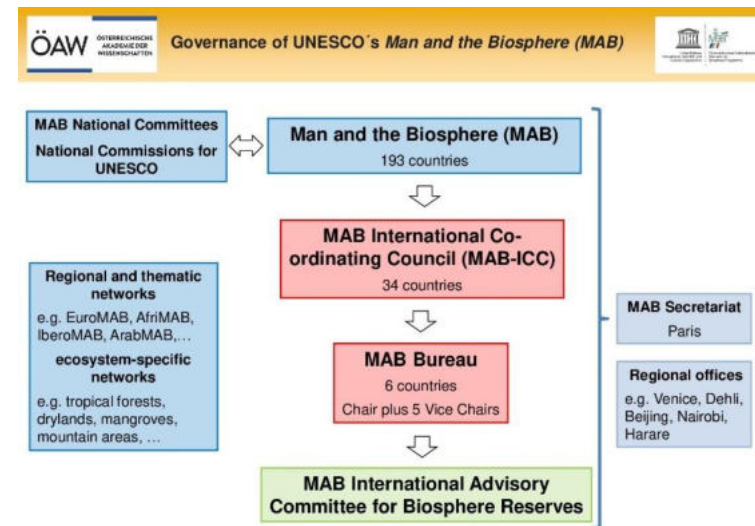 ÖAW
ÖSTERREICHISCHE
AKADEMIE DER
WISSENSCHAFTEN
Governance of UNESCO´s Man and the Biosphere (MAB)
MAB National Committees
National Commissions for
UNESCO
Man and the Biosphere (MAB)
193 countries
MAB International Co-
ordinating Council (MAB-ICC)
34 countries
Regional and thematic
networks
e.g. EuroMAB, AfriMAB,
IberoMAB, ArabMAB,…
ecosystem-specific
networks
e.g. tropical forests,
drylands, mangroves,
mountain areas, …
MAB Bureau
6 countries
Chair plus 5 Vice Chairs
MAB International Advisory
Committee for Biosphere Reserves
MAB Secretariat
Paris
Regional offices
e.g. Venice, Dehli,
Beijing, Nairobi,
Harare